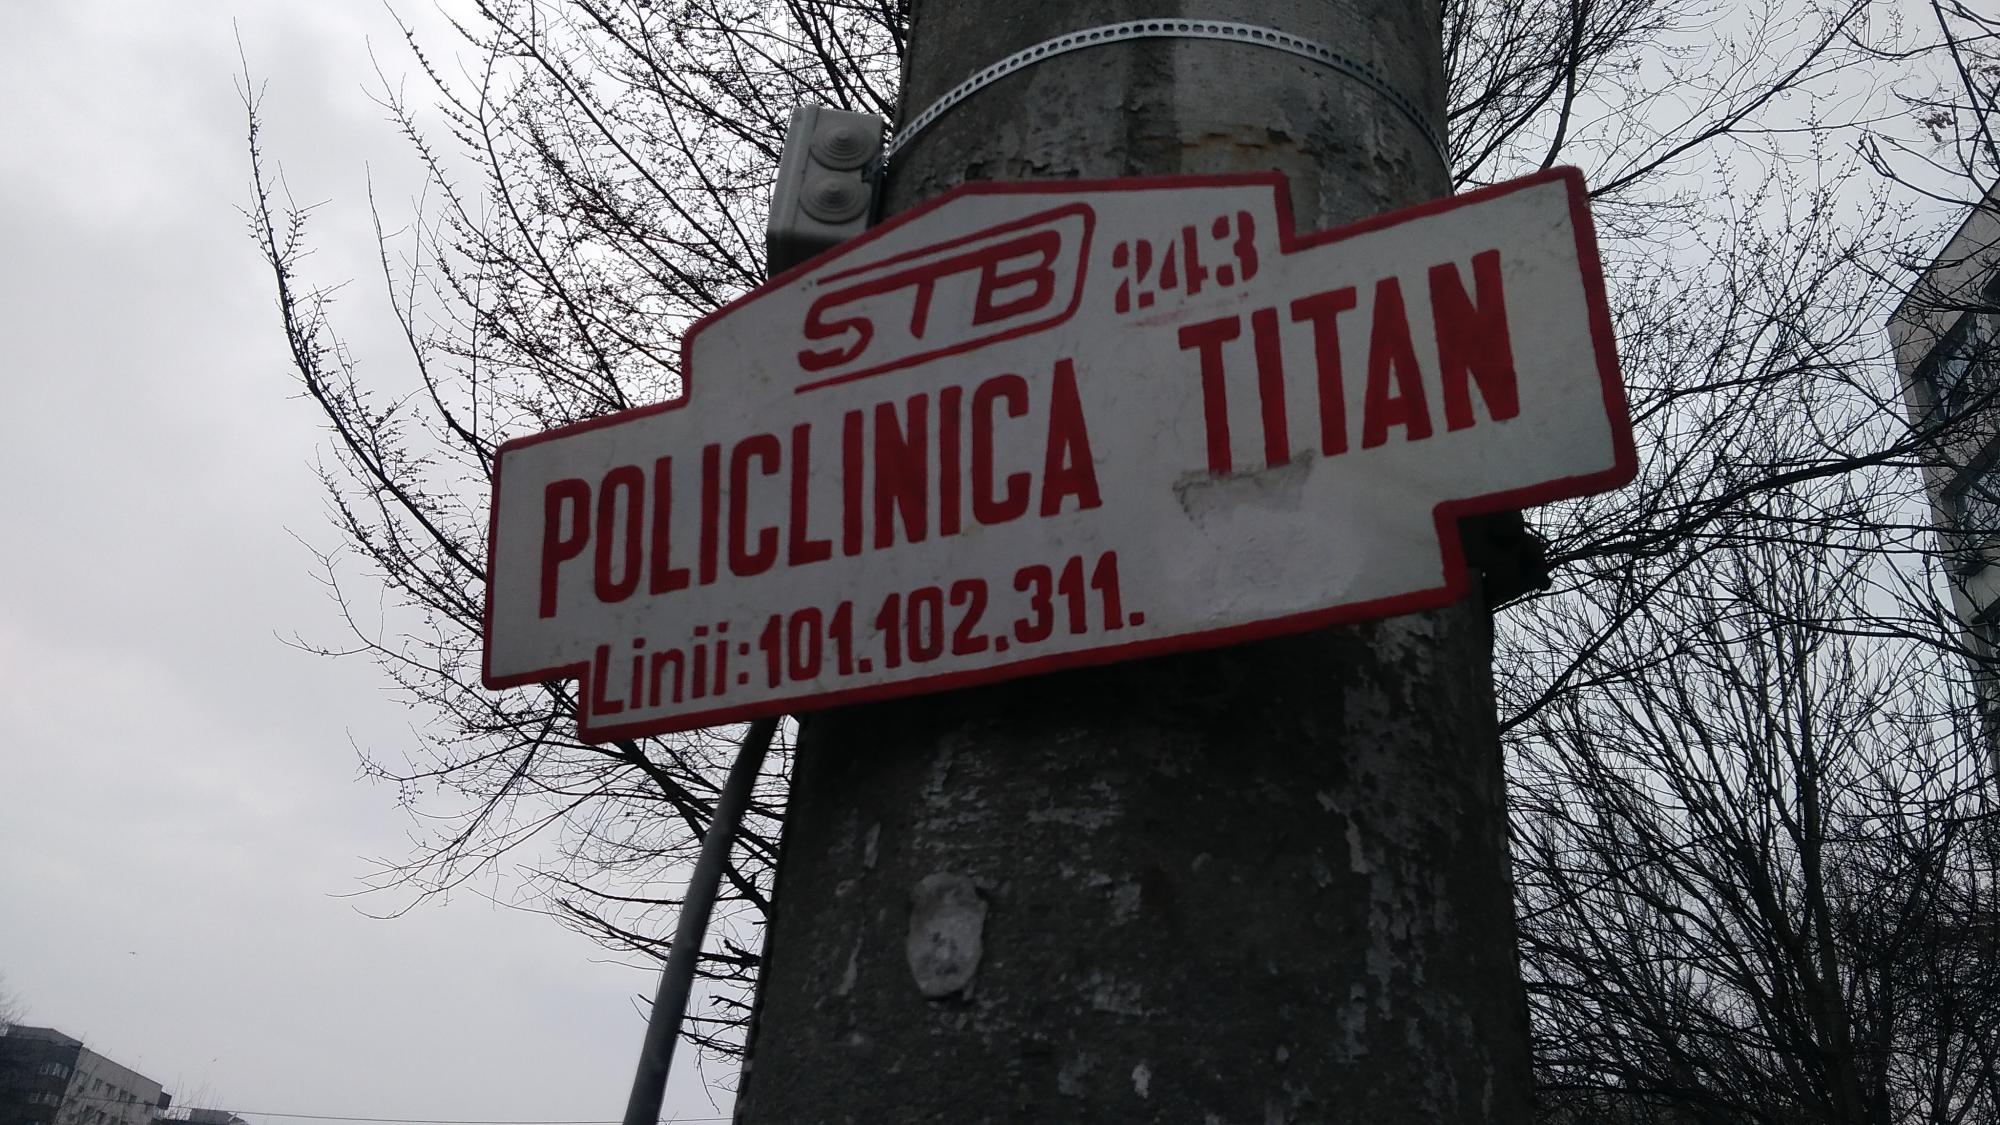 STB 243
POLICLINICA TITAN
Linii:101.102.311.